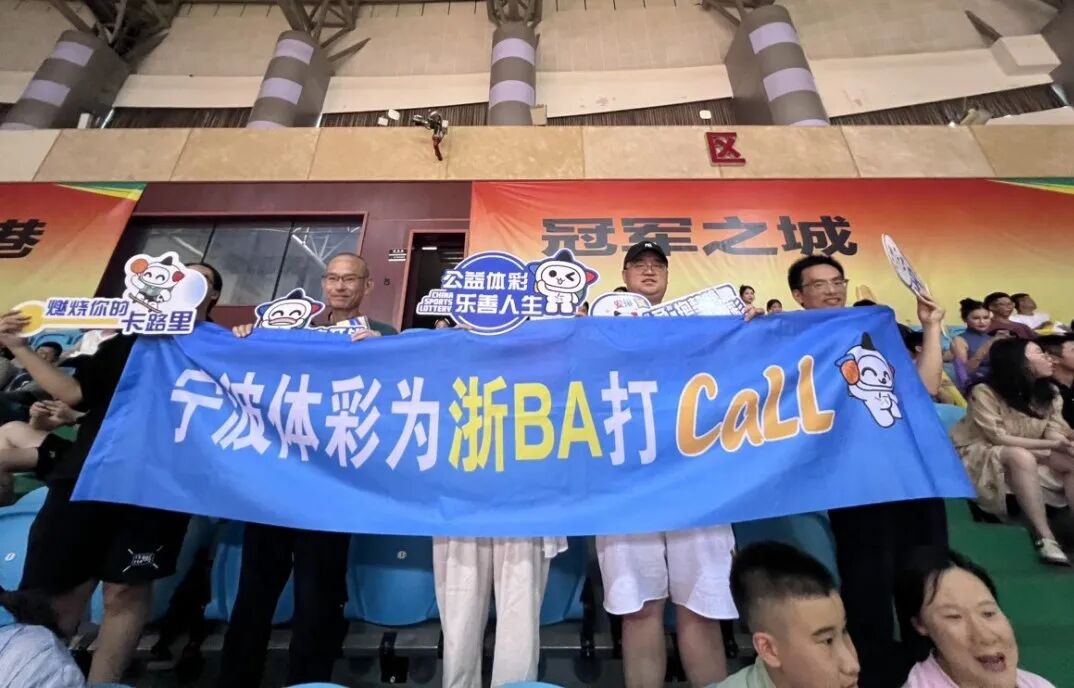 区
巷
冠军之城
燃烧你的
卡路里
公益体彩
CHINA
SPORTS
LOTTERY
乐善人生
宁波体彩为浙BA打CaLL